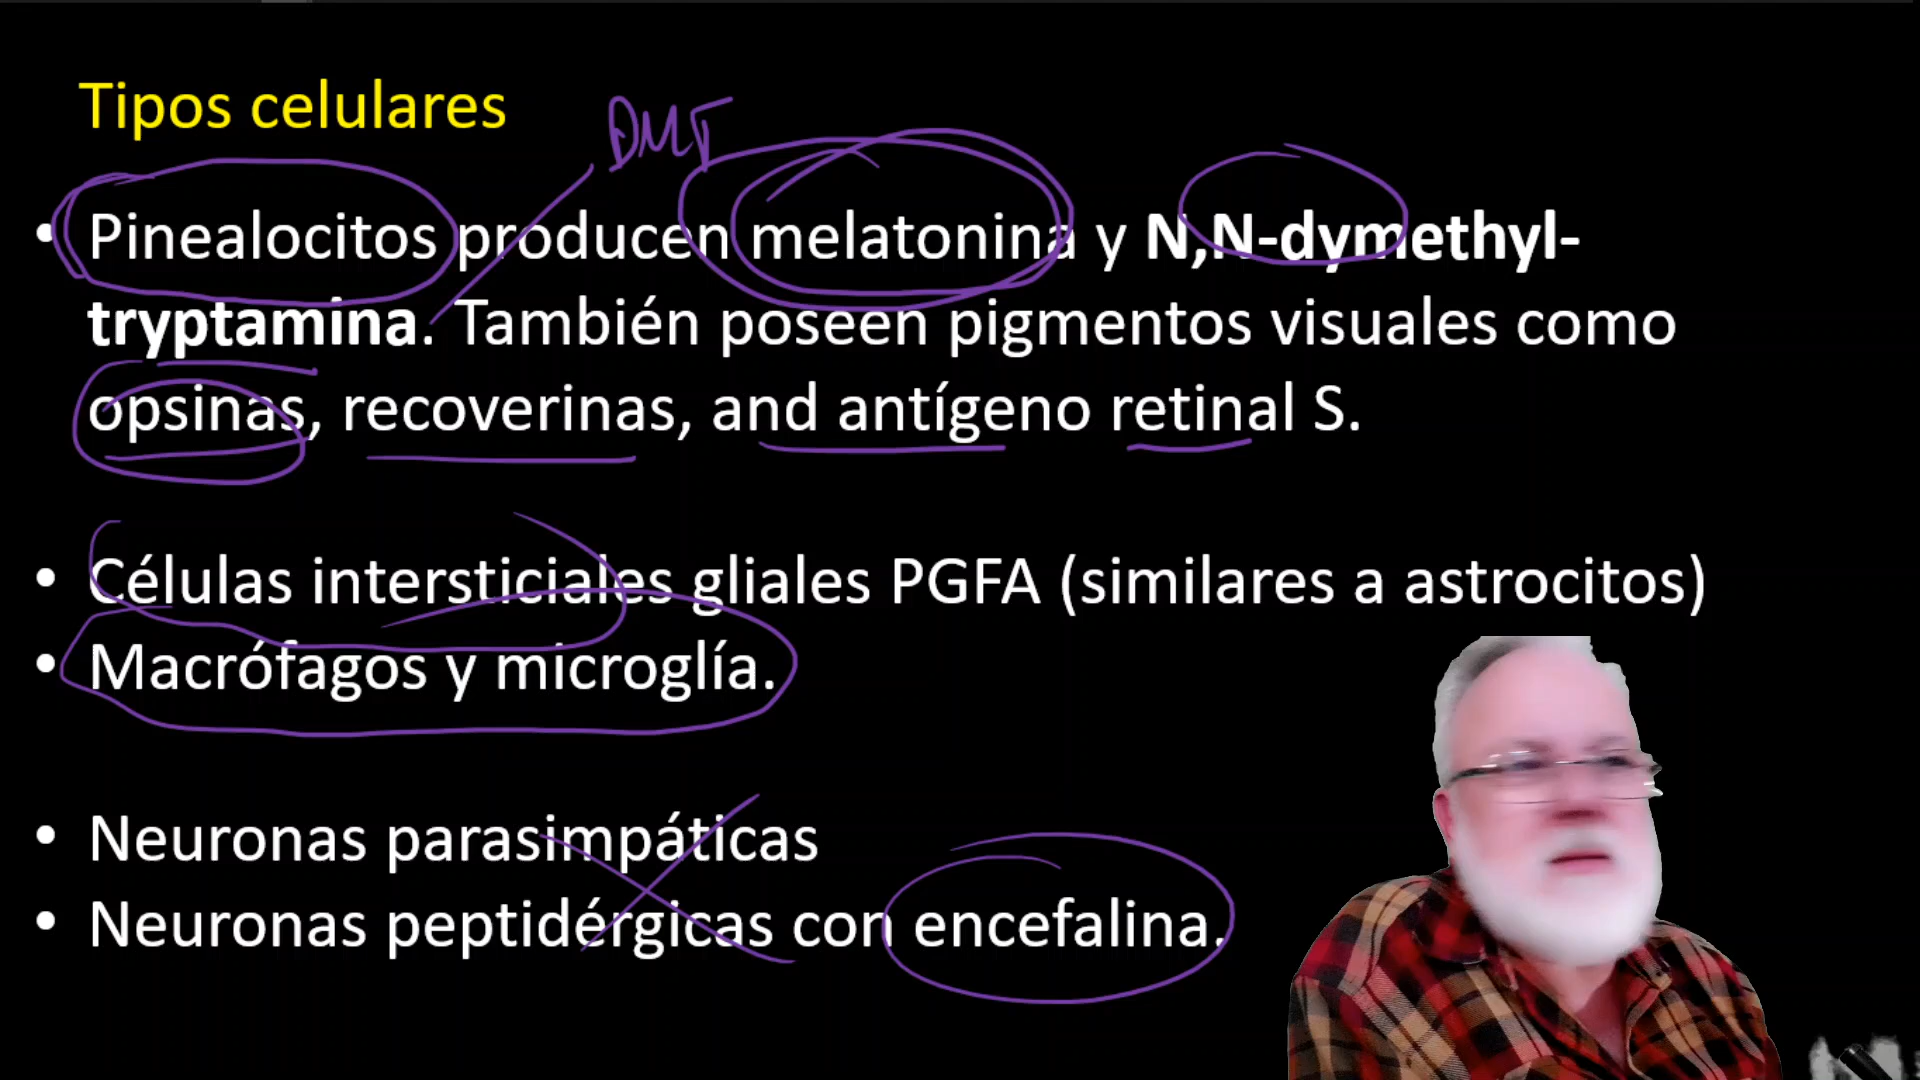 Tipos celulares
DMT
• Pinealocitos producen melatonina y N,N-dymethyl-
tryptamina. También poseen pigmentos visuales como
opsinas, recoverinas, and antígeno retinal S.
• Células intersticiales gliales PGFA (similares a astrocitos)
• Macrófagos y microglía.
• Neuronas parasimpáticas
• Neuronas peptidérgicas con encefalina.